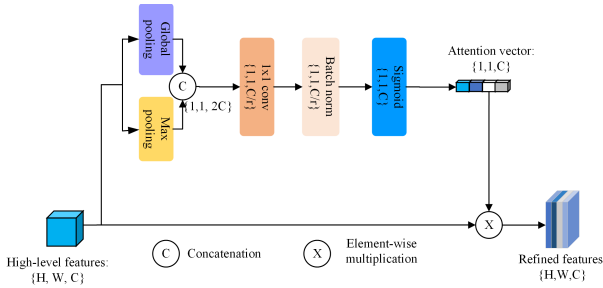 Global
pooling
Max
pooling
C
{1,1, 2C}
1x1 conv
{1,1,C/r}
Batch norm
{1,1,C/r}
Sigmoid
{1,1,C}
Attention vector:
{1,1,C}
X
High-level features:
{H, W, C}
C
Concatenation
X
Element-wise
multiplication
Refined features
{H,W,C}